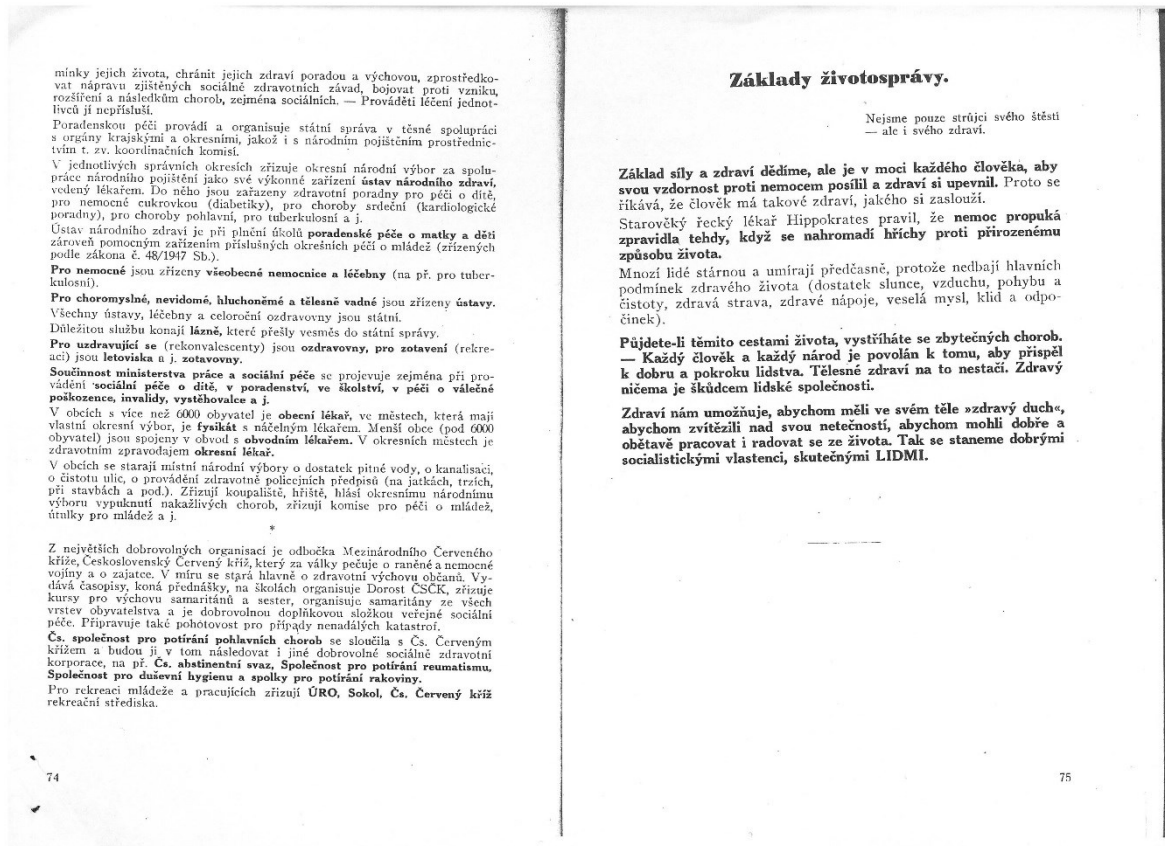 mínky jejich života, chránit jejich zdraví poradou a výchovou, zprostředko-
vat nápravu zjištěných sociálně zdravotních závad, bojovat proti vzniku,
rozšíření a následkům chorob, zejména sociálních. — Prováděti léčení jednot-
livců jí nepřísluší.
Poradenskou péči provádí a organisuje státní správa v těsné spolupráci
s orgány krajskými a okresními, jakož i s národním pojištěním prostřednic-
tvím t. zv. koordinačních komisí.
V jednotlivých správních okresích zřizuje okresní národní výbor za spolu-
práce národního pojištění jako své výkonné zařízení ústav národního zdraví,
vedený lékařem. Do něho jsou zařazeny zdravotní poradny pro péči o dítě,
pro nemocné cukrovkou (diabetiky), pro choroby srdeční (kardiologické
poradny), pro choroby pohlavní, pro tuberkulosní a j.
Ústav národního zdraví je při plnění úkolů poradenské péče o matky a děti
zároveň pomocným zařízením příslušných okresních péčí o mládež (zřízených
podle zákona č. 48/1947 Sb.).
Pro nemocné jsou zřízeny všeobecné nemocnice a léčebny (na př. pro tuber-
kulosní).
Pro choromyslné, nevidomé, hluchoněmé a tělesně vadné jsou zřízeny ústavy.
Všechny ústavy, léčebny a celoroční ozdravovny jsou státní.
Důležitou službu konají lázně, které přešly vesměs do státní správy.
Pro uzdravující se (rekonvalescenty) jsou ozdravovny, pro zotavení (rekre-
aci) jsou letoviska a j. zotavovny.
Součinnost ministerstva práce a sociální péče se projevuje zejména při pro-
vádění sociální péče o dítě, v poradenství, ve školství, v péči o válečné
poškozence, invalidy, vystěhovalce a j.
V obcích s více než 6000 obyvatel je obecní lékař, ve městech, která mají
vlastní okresní výbor, je fysikát s náčelným lékařem. Menší obce (pod 6000
obyvatel) jsou spojeny v obvod s obvodním lékařem. V okresních městech je
zdravotním zpravodajem okresní lékař.
V obcích se starají místní národní výbory o dostatek pitné vody, o kanalisaci,
o čistotu ulic, o provádění zdravotně policejních předpisů (na jatkách, trzích,
při stavbách a pod.). Zřizují koupaliště, hřiště, hlásí okresnímu národnímu
výboru vypuknutí nakažlivých chorob, zřizují komise pro péči o mládež,
útulky pro mládež a j.
*
Z největších dobrovolných organisací je odbočka Mezinárodního Červeného
kříže, Československý Červený kříž, který za války pečuje o raněné a nemocné
vojíny a o zajatce. V míru se stará hlavně o zdravotní výchovu občanů. Vy-
dává časopisy, koná přednášky, na školách organisuje Dorost ČSČK, zřizuje
kursy pro výchovu samaritánů a sester, organisuje samaritány ze všech
vrstev obyvatelstva a je dobrovolnou doplňkovou složkou veřejné sociální
péče. Připravuje také pohotovost pro případy nenadálých katastrof.
Čs. společnost pro potírání pohlavních chorob se sloučila s Čs. Červeným
křížem a budou ji v tom následovat i jiné dobrovolné sociálně zdravotní
korporace, na př. Čs. abstinentní svaz, Společnost pro potírání reumatismu,
Společnost pro duševní hygienu a spolky pro potírání rakoviny.
Pro rekreaci mládeže a pracujících zřizují ÚRO, Sokol, Čs. Červený kříž
rekreační střediska.
74
Základy životosprávy.
Nejsme pouze strůjci svého štěstí
— ale i svého zdraví.
Základ síly a zdraví dědíme, ale je v moci každého člověka, aby
svou vzdornost proti nemocem posílil a zdraví si upevnil. Proto se
říkává, že člověk má takové zdraví, jakého si zaslouží.
Starověký řecký lékař Hippokrates pravil, že nemoc propuká
zpravidla tehdy, když se nahromadí hříchy proti přirozenému
způsobu života.
Mnozí lidé stárnou a umírají předčasně, protože nedbají hlavních
podmínek zdravého života (dostatek slunce, vzduchu, pohybu a
čistoty, zdravá strava, zdravé nápoje, veselá mysl, klid a odpo-
činek).
Půjdete-li těmito cestami života, vystříháte se zbytečných chorob.
— Každý člověk a každý národ je povolán k tomu, aby přispěl
k dobru a pokroku lidstva. Tělesné zdraví na to nestačí. Zdravý
ničema je škůdcem lidské společnosti.
Zdraví nám umožňuje, abychom měli ve svém těle »zdravý duch«,
abychom zvítězili nad svou netečností, abychom mohli dobře a
obětavě pracovat i radovat se ze života. Tak se staneme dobrými
socialistickými vlastenci, skutečnými LIDMI.
75